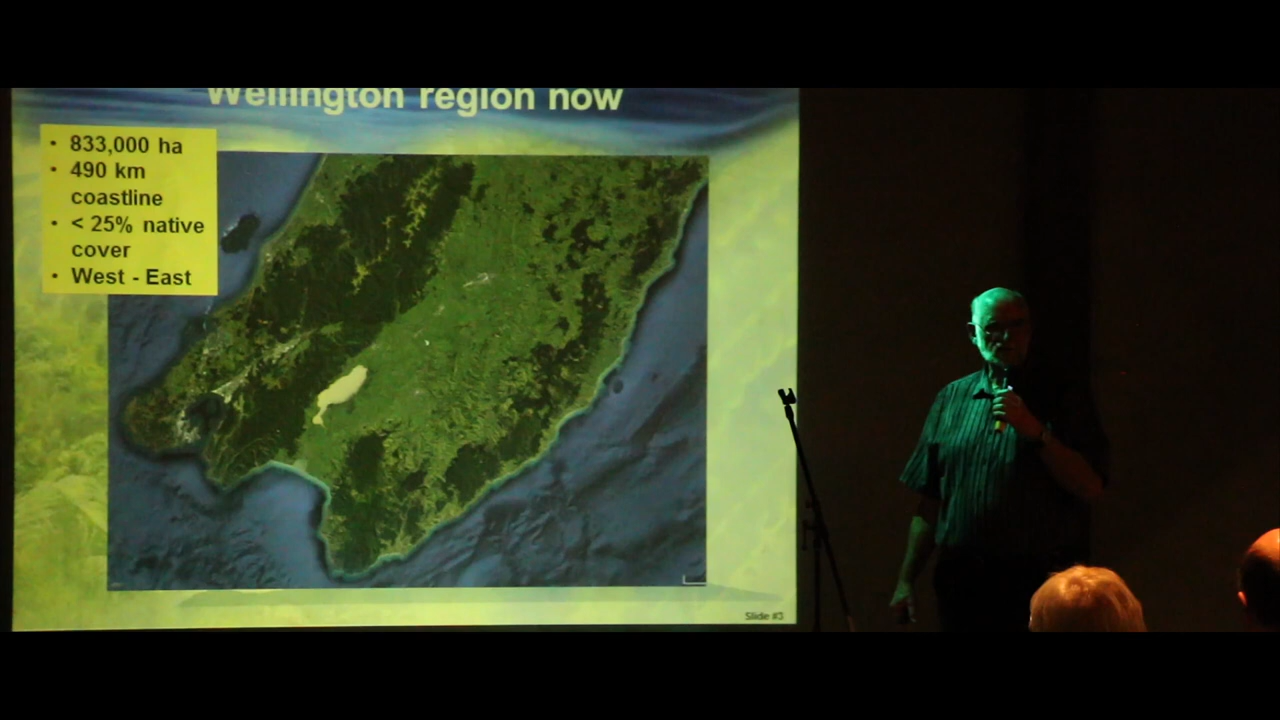 Wellington region now
• 833,000 ha
• 490 km
coastline
• < 25% native
cover
• West - East
Slide #3